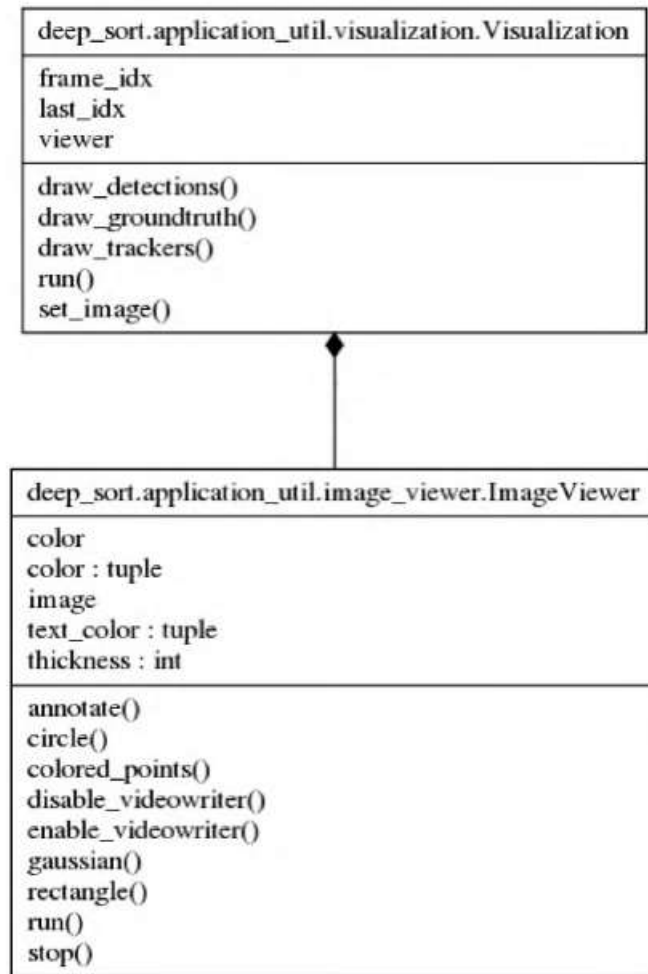 deep_sort.application_util.visualization.Visualization
frame_idx
last_idx
viewer
draw_detections()
draw_groundtruth()
draw_trackers()
run()
set_image()
deep_sort.application_util.image_viewer.ImageViewer
color
color : tuple
image
text_color : tuple
thickness : int
annotate()
circle()
colored_points()
disable_videowriter()
enable_videowriter()
gaussian()
rectangle()
run()
stop()